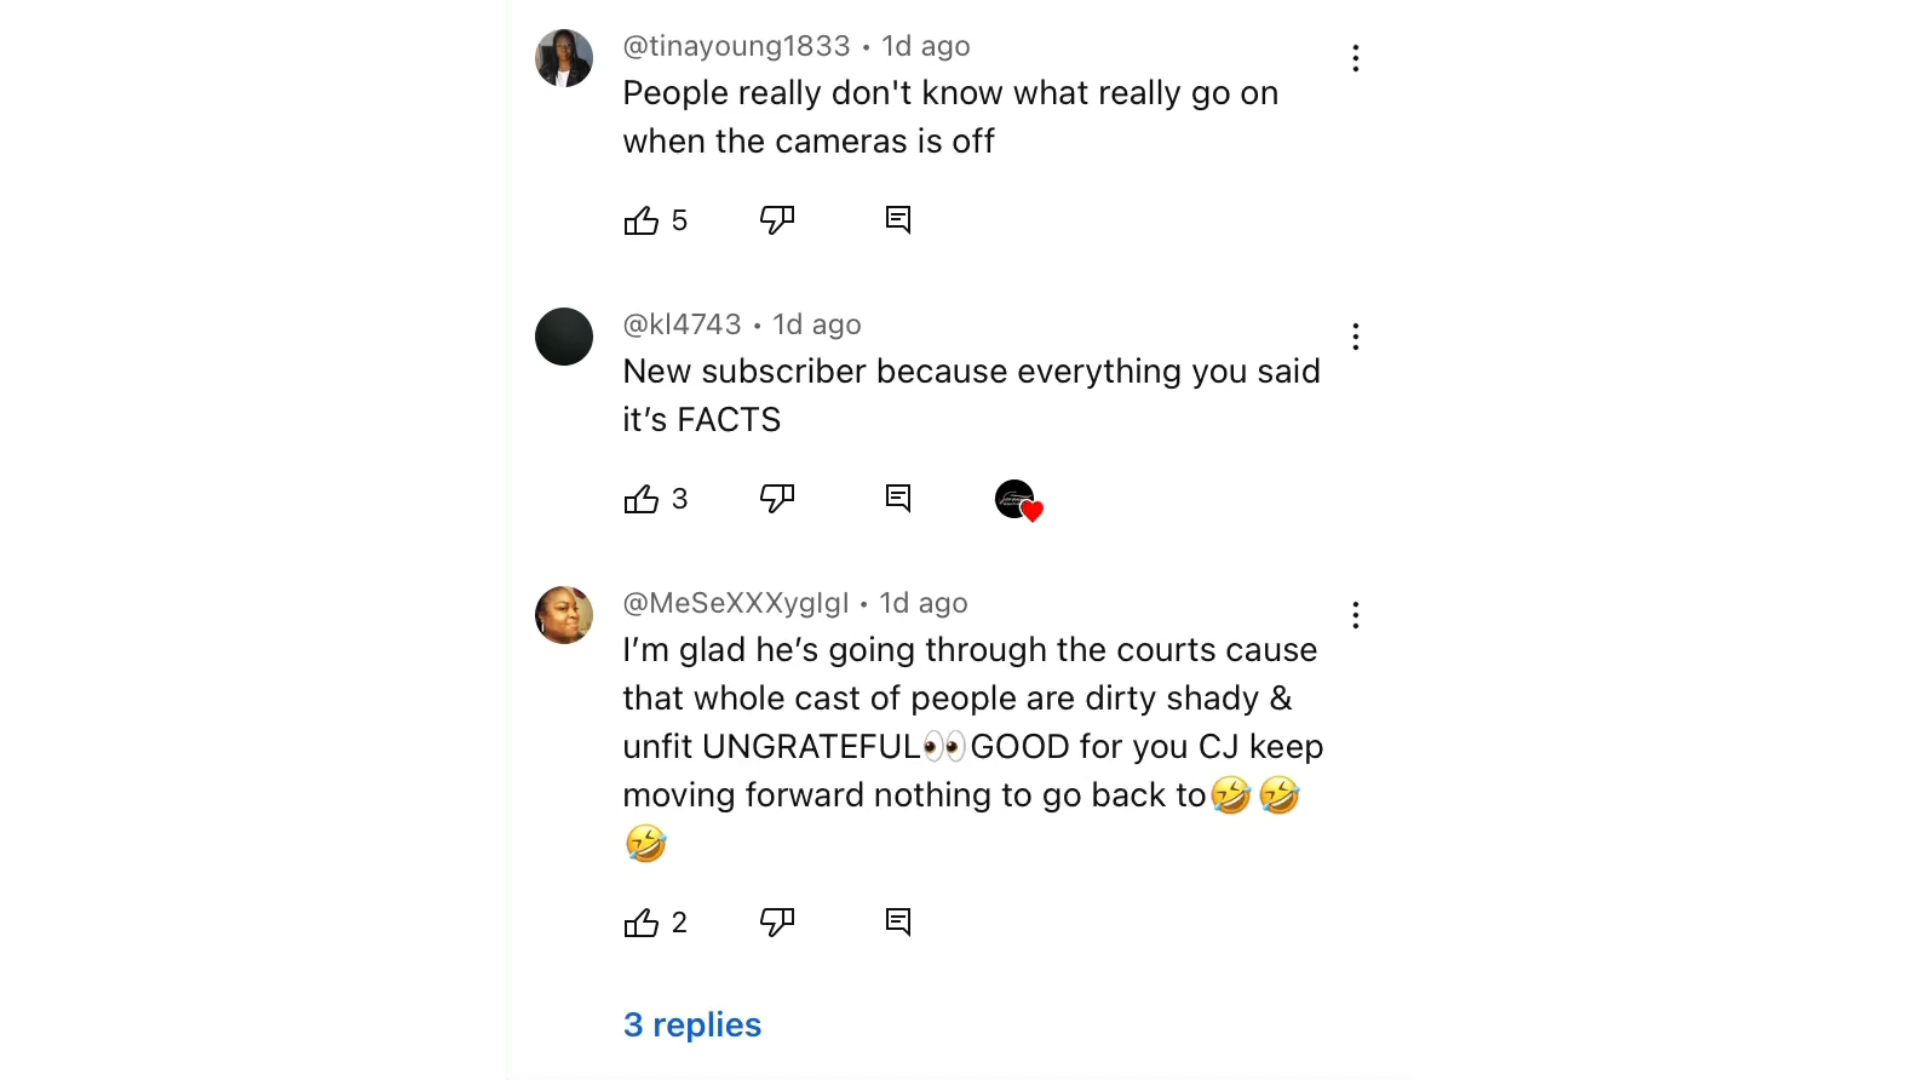 @tinayoung1833 • 1d ago
People really don't know what really go on
when the cameras is off
5
@kl4743 • 1d ago
New subscriber because everything you said
it’s FACTS
3
@MeSeXXXyglgl • 1d ago
I’m glad he’s going through the courts cause
that whole cast of people are dirty shady &
unfit UNGRATEFUL👀GOOD for you CJ keep
moving forward nothing to go back to🤣🤣
🤣
2
3 replies